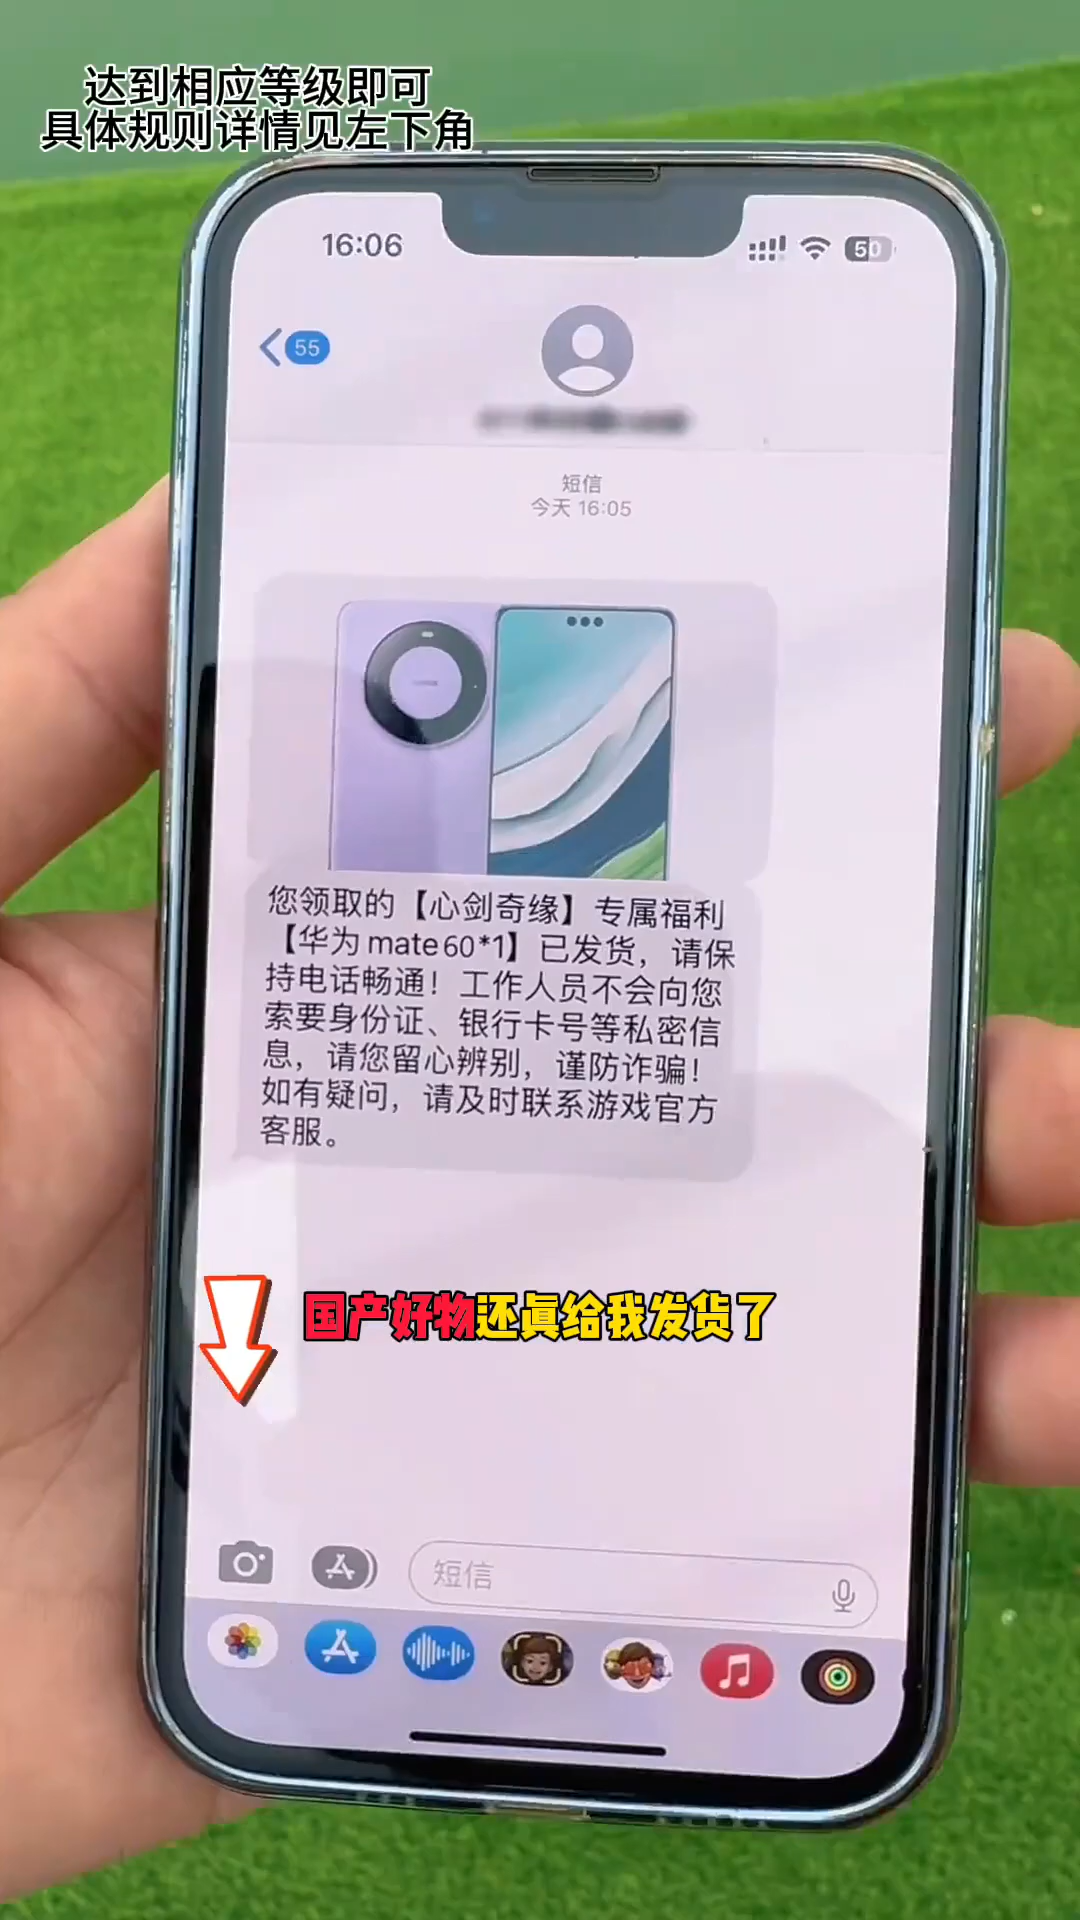 达到相应等级即可
具体规则详情见左下角
16:06
50
55
短信
今天 16:05
您领取的【心剑奇缘】专属福利
【华为 mate60*1】已发货，请保
持电话畅通！工作人员不会向您
索要身份证、银行卡号等私密信
息，请您留心辨别，谨防诈骗！
如有疑问，请及时联系游戏官方
客服。
国产好物还真给我发货了
短信